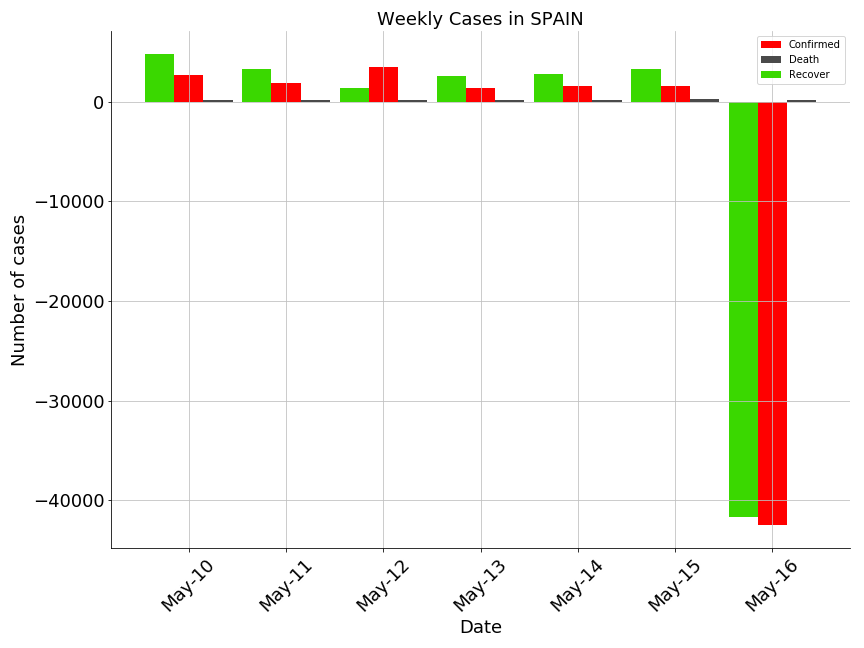 Weekly Cases in SPAIN
Confirmed
Death
Recover
Number of cases
0
−10000
−20000
−30000
−40000
May-10
May-11
May-12
May-13
May-14
May-15
May-16
Date